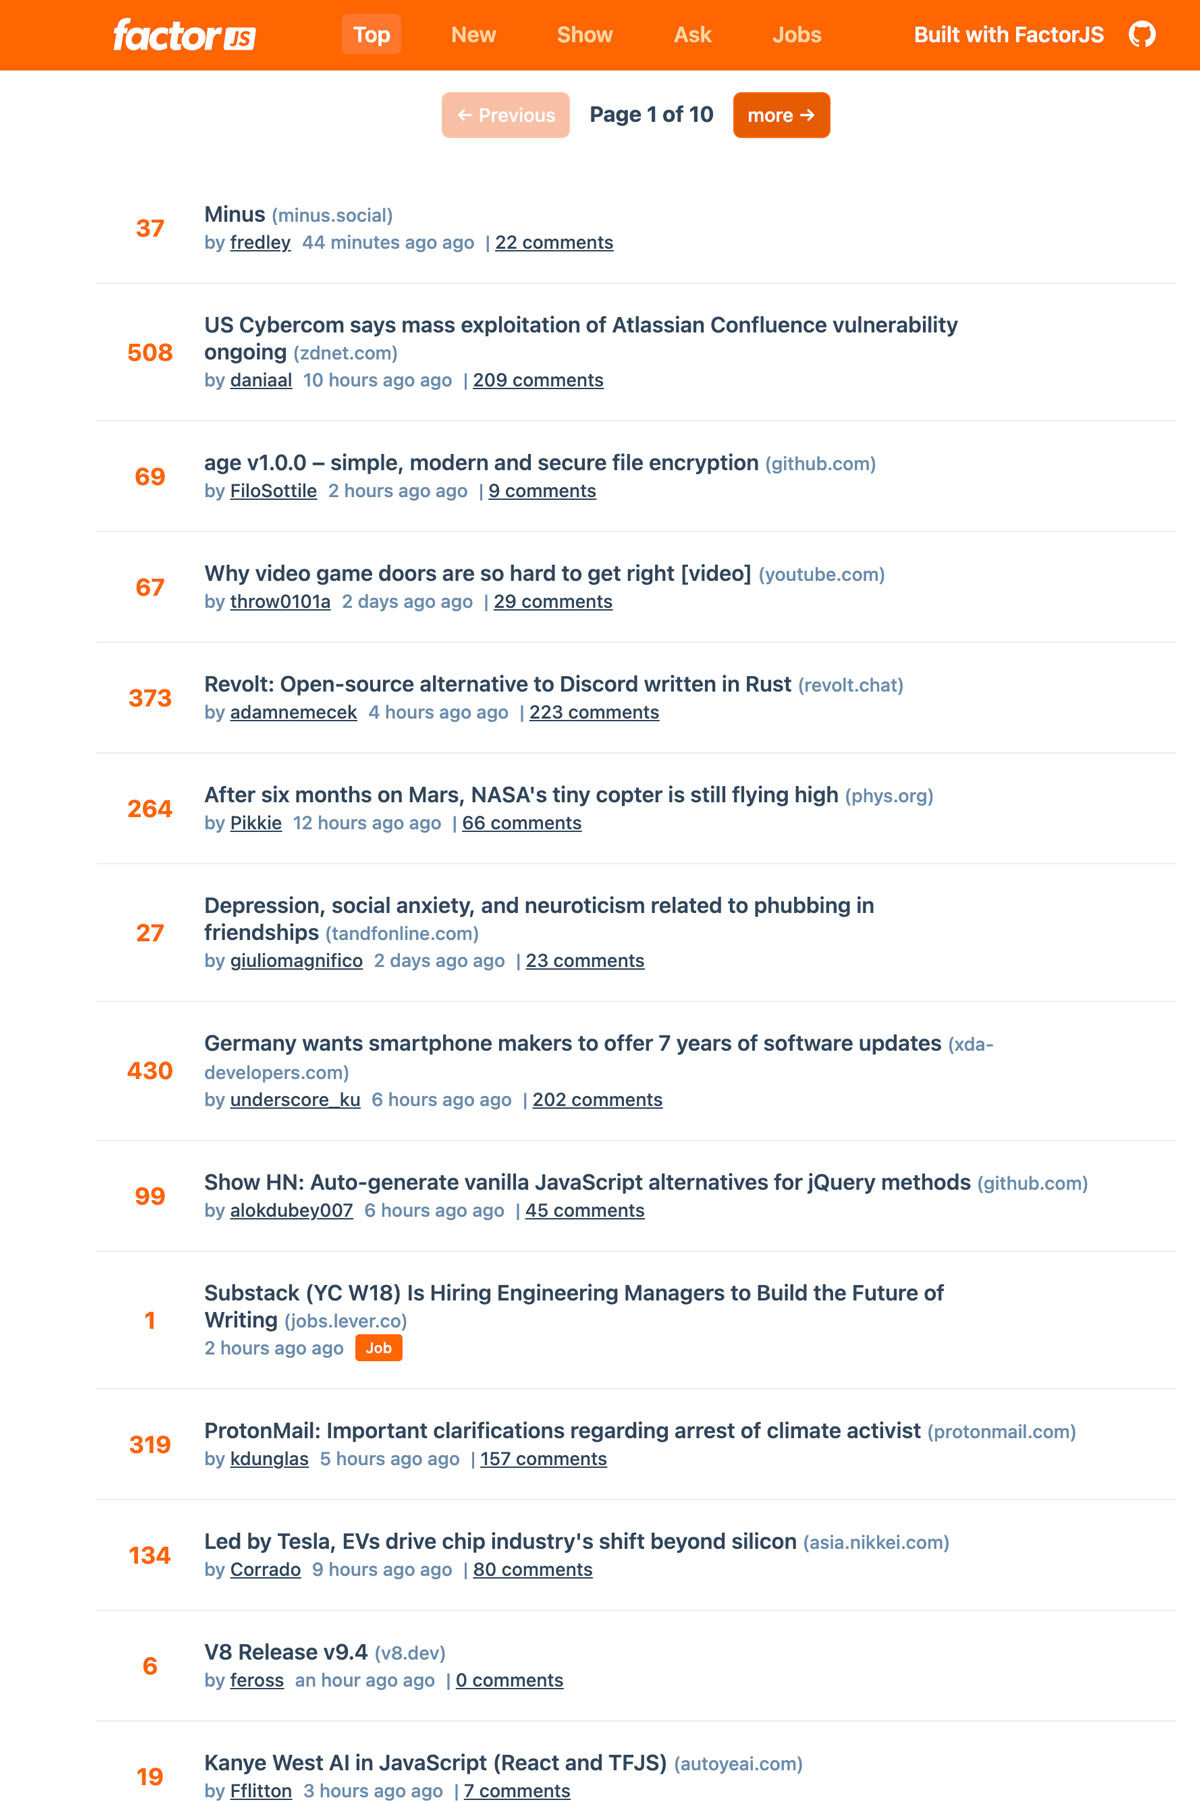 factor JS Top New Show Ask Jobs Built with FactorJS
← Previous Page 1 of 10 more →
37
Minus (minus.social)
by fredley 44 minutes ago ago | 22 comments
508
US Cybercom says mass exploitation of Atlassian Confluence vulnerability
ongoing (zdnet.com)
by daniaal 10 hours ago ago | 209 comments
69
age v1.0.0 – simple, modern and secure file encryption (github.com)
by FiloSottile 2 hours ago ago | 9 comments
67
Why video game doors are so hard to get right [video] (youtube.com)
by throw0101a 2 days ago ago | 29 comments
373
Revolt: Open-source alternative to Discord written in Rust (revolt.chat)
by adamnemecek 4 hours ago ago | 223 comments
264
After six months on Mars, NASA's tiny copter is still flying high (phys.org)
by Pikkie 12 hours ago ago | 66 comments
27
Depression, social anxiety, and neuroticism related to phubbing in
friendships (tandfonline.com)
by giuliomagnifico 2 days ago ago | 23 comments
430
Germany wants smartphone makers to offer 7 years of software updates (xda-
developers.com)
by underscore_ku 6 hours ago ago | 202 comments
99
Show HN: Auto-generate vanilla JavaScript alternatives for jQuery methods (github.com)
by alokdubey007 6 hours ago ago | 45 comments
1
Substack (YC W18) Is Hiring Engineering Managers to Build the Future of
Writing (jobs.lever.co)
2 hours ago ago Job
319
ProtonMail: Important clarifications regarding arrest of climate activist (protonmail.com)
by kdunglas 5 hours ago ago | 157 comments
134
Led by Tesla, EVs drive chip industry's shift beyond silicon (asia.nikkei.com)
by Corrado 9 hours ago ago | 80 comments
6
V8 Release v9.4 (v8.dev)
by feross an hour ago ago | 0 comments
19
Kanye West AI in JavaScript (React and TFJS) (autoyeai.com)
by Fflitton 3 hours ago ago | 7 comments